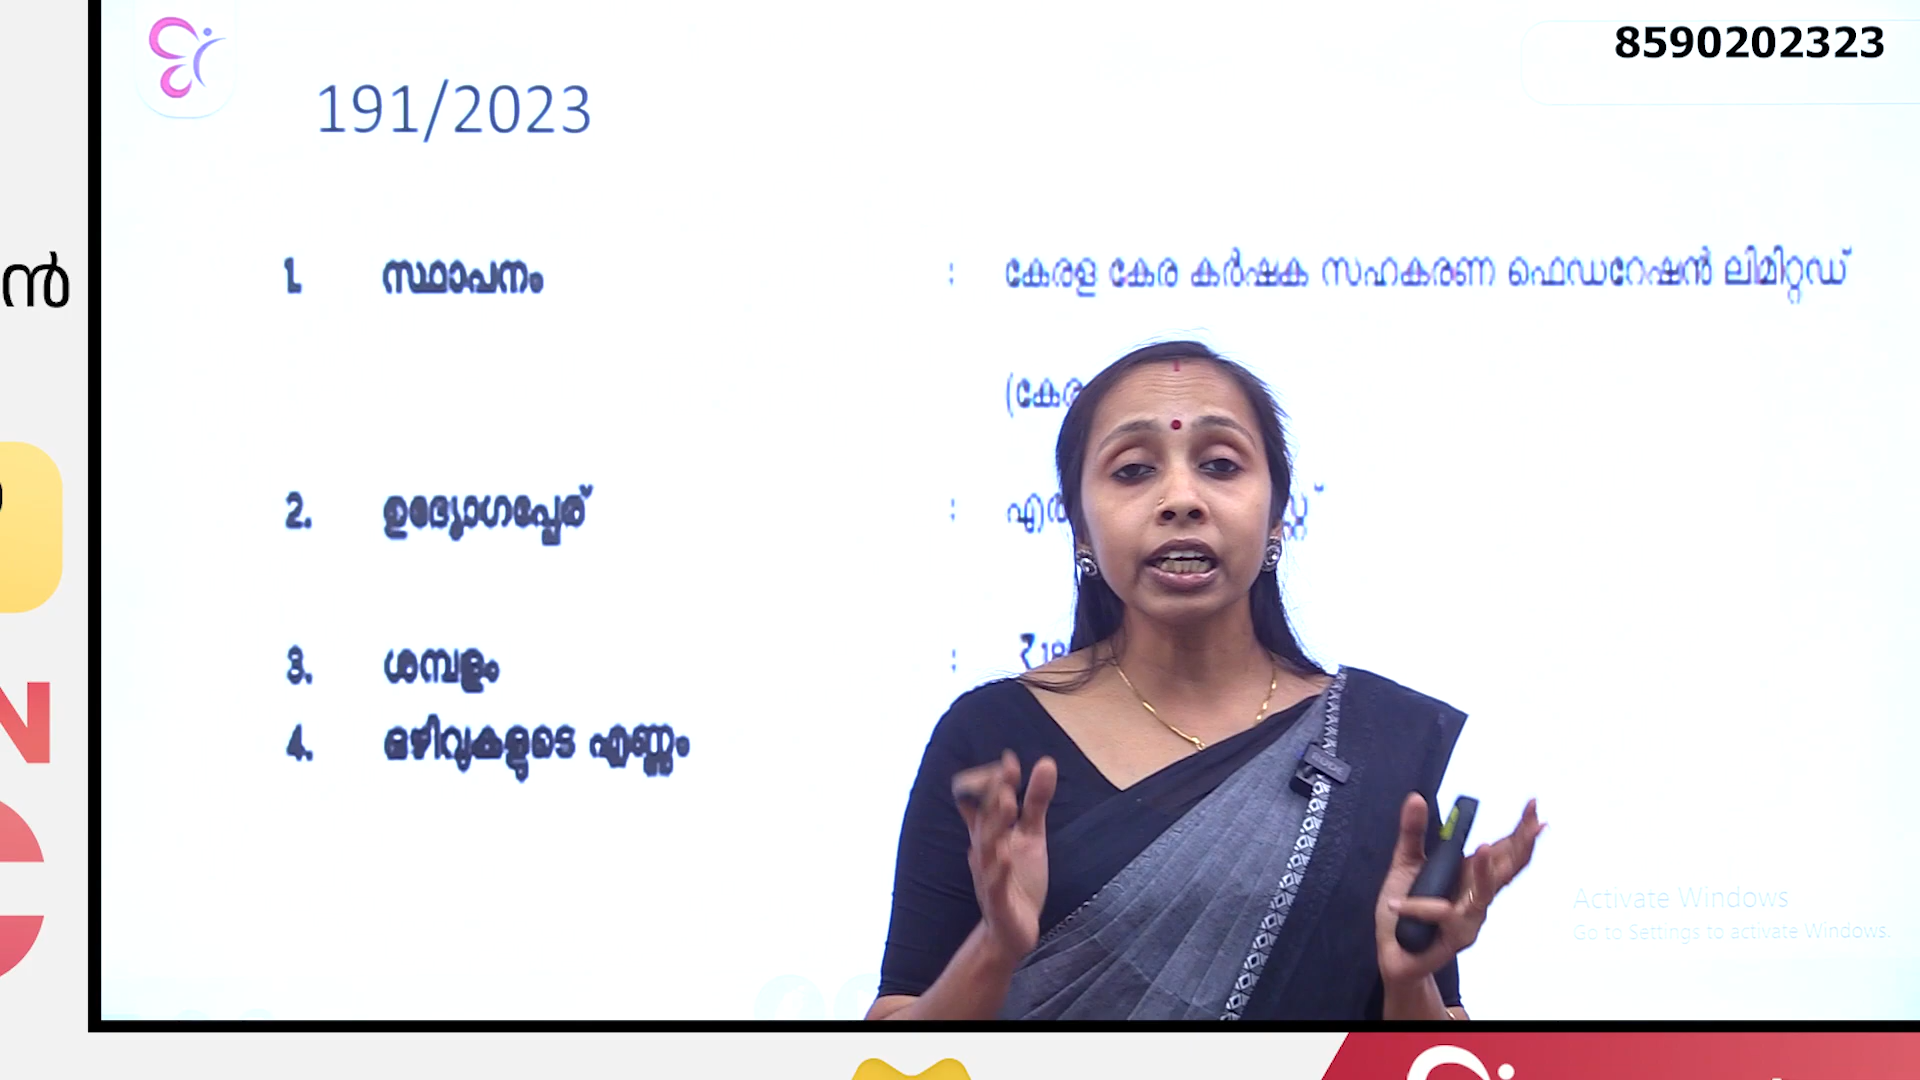 8590202323
191/2023
ൻ
1. സ്ഥാപനം : കേരള കേര കർഷക സഹകരണ ഫെഡറേഷൻ ലിമിറ്റഡ്
2. ഉദ്യോഗപ്പേര് :
3. ശമ്പളം :
4. ഒഴിവുകളുടെ എണ്ണം
N
Activate Windows
Go to Settings to activate Windows.